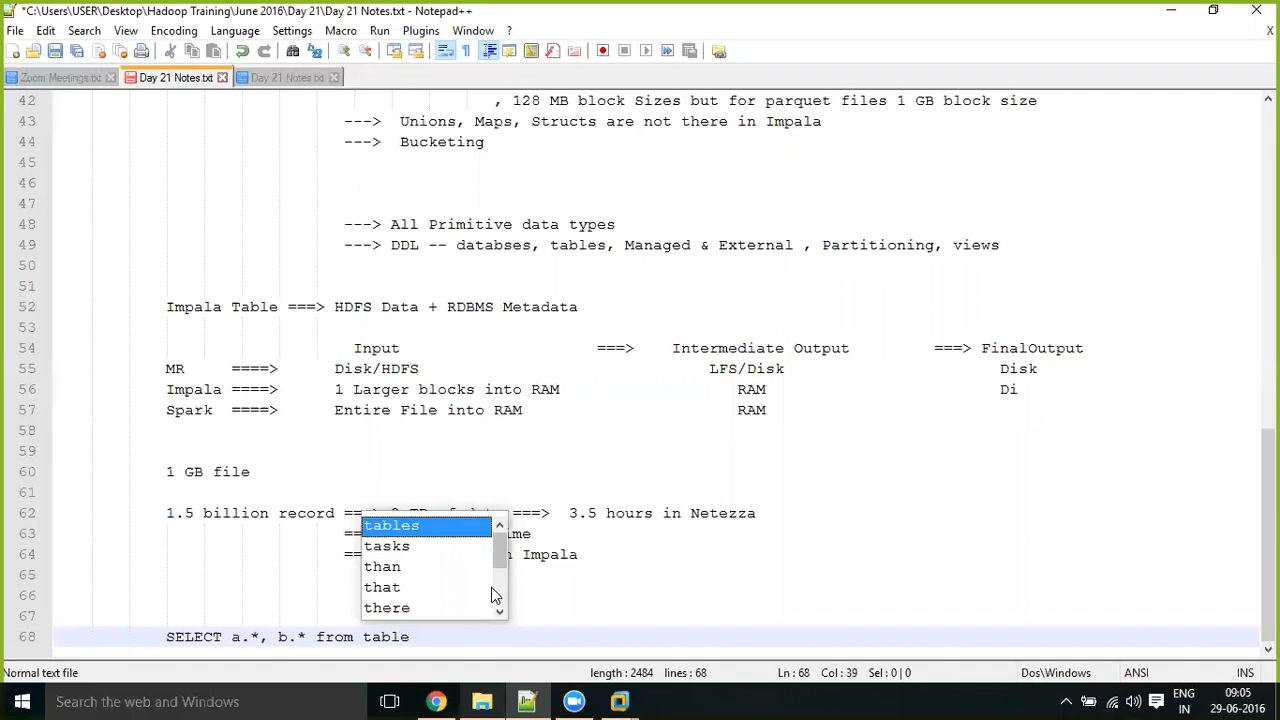 *C:\Users\USER\Desktop\Hadoop Training\June 2016\Day 21\Day 21 Notes.txt - Notepad++
File Edit Search View Encoding Language Settings Macro Run Plugins Window ? X
Zoom Meetings.txt Day 21 Notes.txt Day 21 Notes.txt
42 , 128 MB block Sizes but for parquet files 1 GB block size
43 ---> Unions, Maps, Structs are not there in Impala
44 ---> Bucketing
45
46
47
48 ---> All Primitive data types
49 ---> DDL -- databses, tables, Managed & External , Partitioning, views
50
51
52 Impala Table ===> HDFS Data + RDBMS Metadata
53
54 Input ===> Intermediate Output ===> FinalOutput
55 MR ====> Disk/HDFS LFS/Disk Disk
56 Impala ====> 1 Larger blocks into RAM RAM Di
57 Spark ====> Entire File into RAM RAM
58
59
60 1 GB file
61
62 1.5 billion record ==> ===> 3.5 hours in Netezza
tables
63 == me
tasks
64 == Impala
than
65
that
66
there
67
68 SELECT a.*, b.* from table
Normal text file length : 2484 lines : 68 Ln : 68 Col : 39 Sel : 0 | 0 Dos\Windows ANSI INS
Search the web and Windows
ENG 09:05
IN 29-06-2016